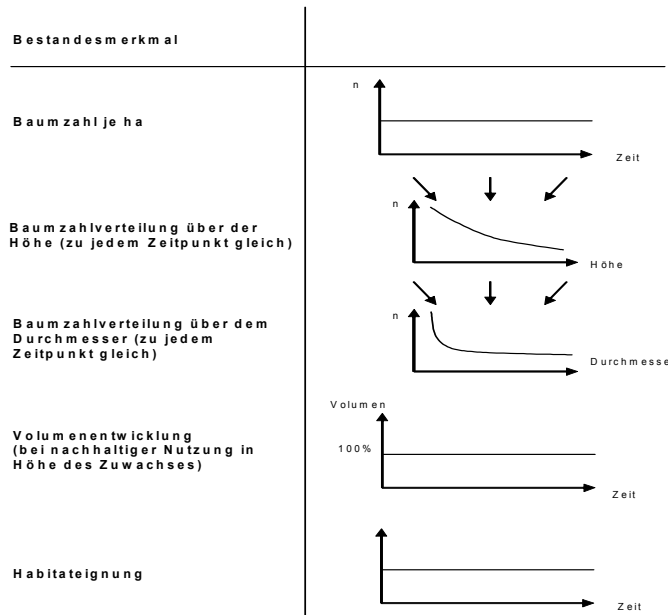 Bestandesmerkmal
n
Baumzahl je ha
Zeit
Baumzahlverteilung über der
Höhe (zu jedem Zeitpunkt gleich)
n
Höhe
Baumzahlverteilung über dem
Durchmesser (zu jedem
Zeitpunkt gleich)
n
Durchmesse
Volumen
Volumenentwicklung
(bei nachhaltiger Nutzung in
Höhe des Zuwachses)
100%
Zeit
Habitateignung
Zeit